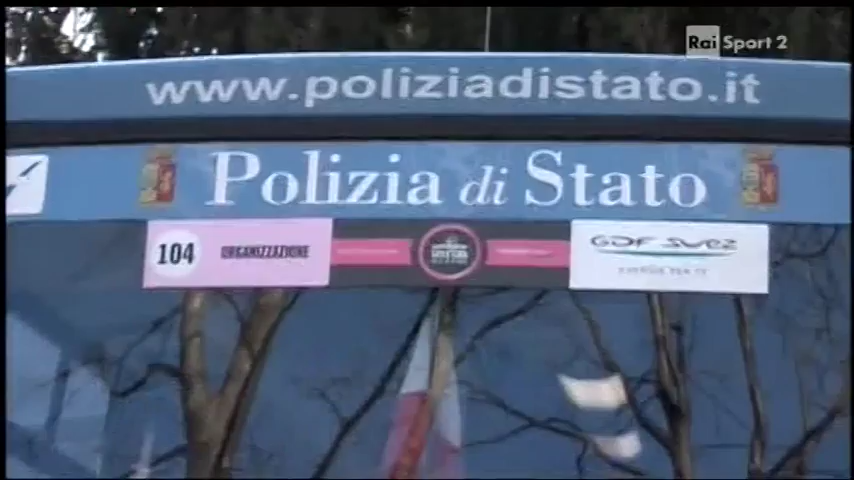 Rai Sport 2
www.poliziadistato.it
Polizia di Stato
104 ORGANIZZAZIONE
GDF SUEZ